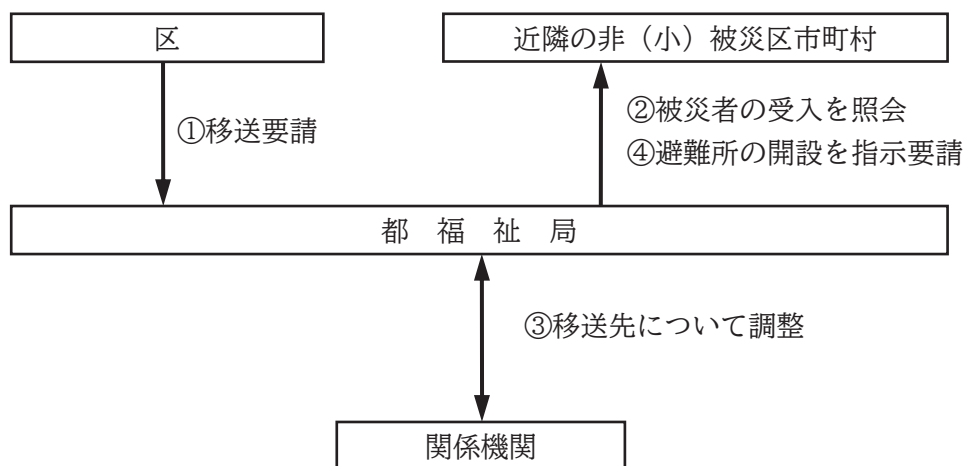 区
近隣の非（小）被災区市町村
①移送要請
②被災者の受入を照会
④避難所の開設を指示要請
都　福　祉　局
③移送先について調整
関係機関